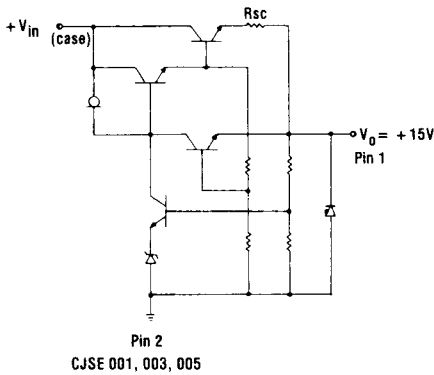 + Vin (case)
Rsc
Vo = + 15V
Pin 1
Pin 2
CJSE 001, 003, 005